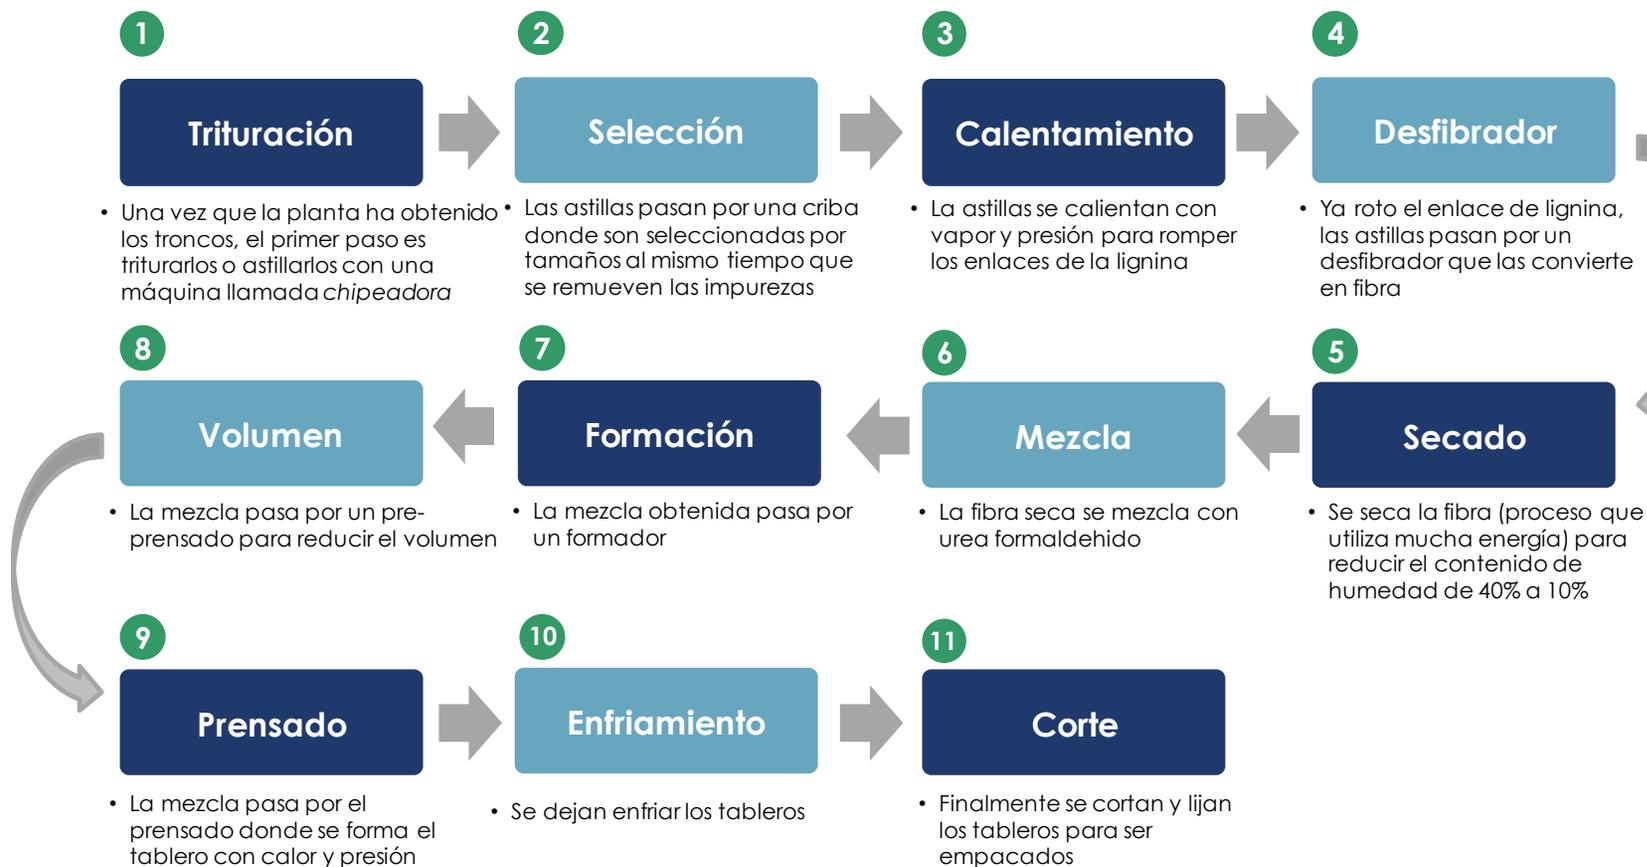 1
Trituración
• Una vez que la planta ha obtenido
los troncos, el primer paso es
triturarlos o astillarlos con una
máquina llamada chipeadora
2
Selección
• Las astillas pasan por una criba
donde son seleccionadas por
tamaños al mismo tiempo que
se remueven las impurezas
3
Calentamiento
• La astillas se calientan con
vapor y presión para romper
los enlaces de la lignina
4
Desfibrador
• Ya roto el enlace de lignina,
las astillas pasan por un
desfibrador que las convierte
en fibra
5
Secado
• Se seca la fibra (proceso que
utiliza mucha energía) para
reducir el contenido de
humedad de 40% a 10%
6
Mezcla
• La fibra seca se mezcla con
urea formaldehido
7
Formación
• La mezcla obtenida pasa por
un formador
8
Volumen
• La mezcla pasa por un pre-
prensado para reducir el volumen
9
Prensado
• La mezcla pasa por el
prensado donde se forma el
tablero con calor y presión
10
Enfriamiento
• Se dejan enfriar los tableros
11
Corte
• Finalmente se cortan y lijan
los tableros para ser
empacados